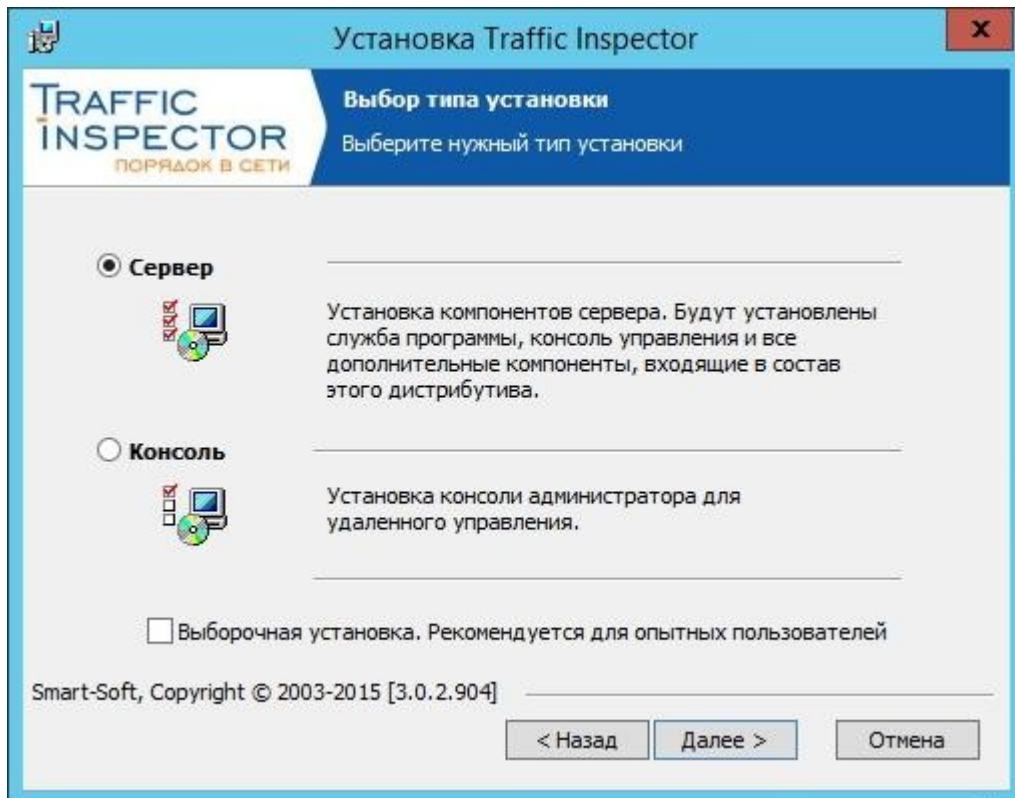 Установка Traffic Inspector
x
TRAFFIC
INSPECTOR
ПОРЯДОК В СЕТИ
Выбор типа установки
Выберите нужный тип установки
Сервер
Установка компонентов сервера. Будут установлены
служба программы, консоль управления и все
дополнительные компоненты, входящие в состав
этого дистрибутива.
Консоль
Установка консоли администратора для
удаленного управления.
Выборочная установка. Рекомендуется для опытных пользователей
Smart-Soft, Copyright © 2003-2015 [3.0.2.904]
< Назад
Далее >
Отмена